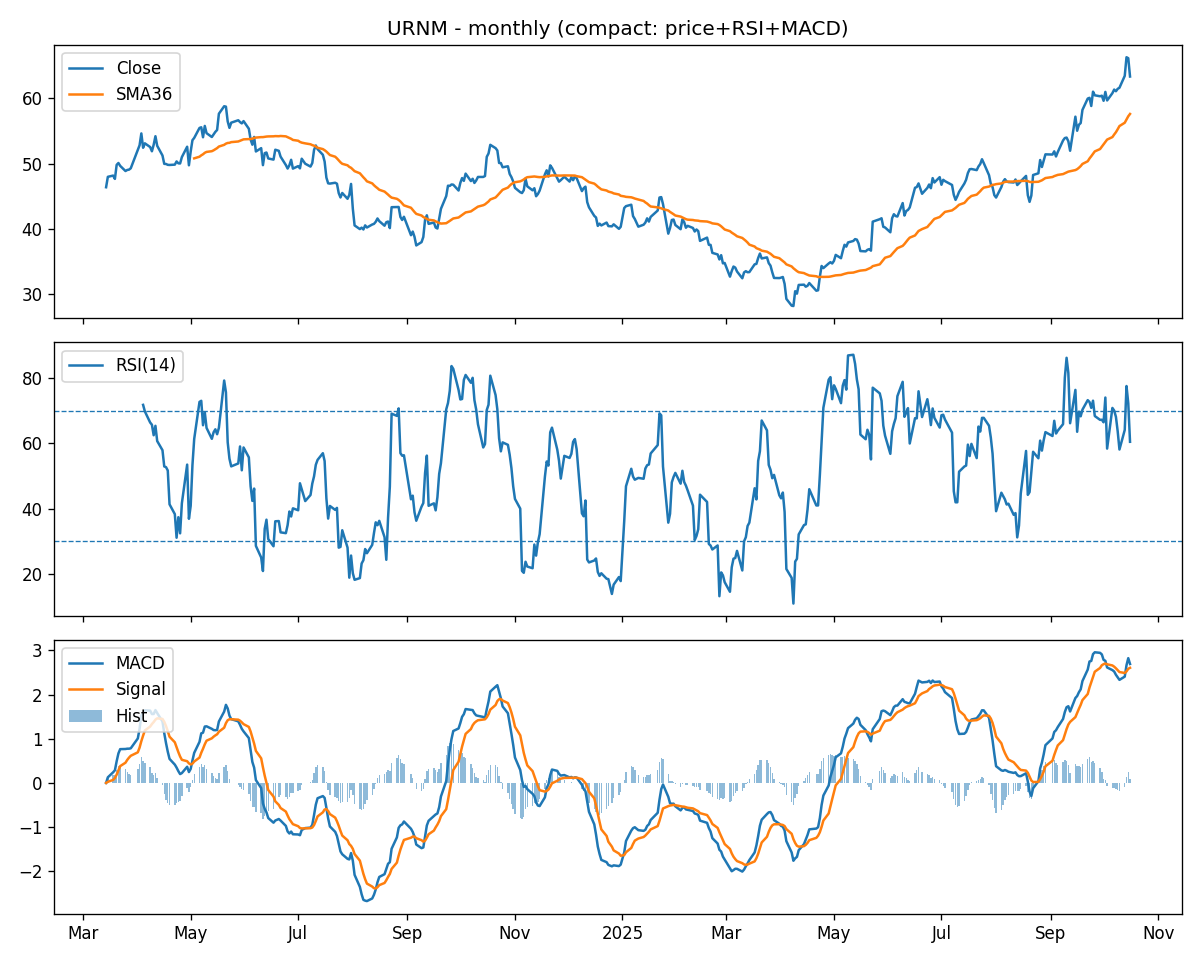 URNM - monthly (compact: price+RSI+MACD)
Close
SMA36
60
50
40
30
RSI(14)
80
60
40
20
MACD
Signal
Hist
3
2
1
0
−1
−2
Mar May Jul Sep Nov 2025 Mar May Jul Sep Nov